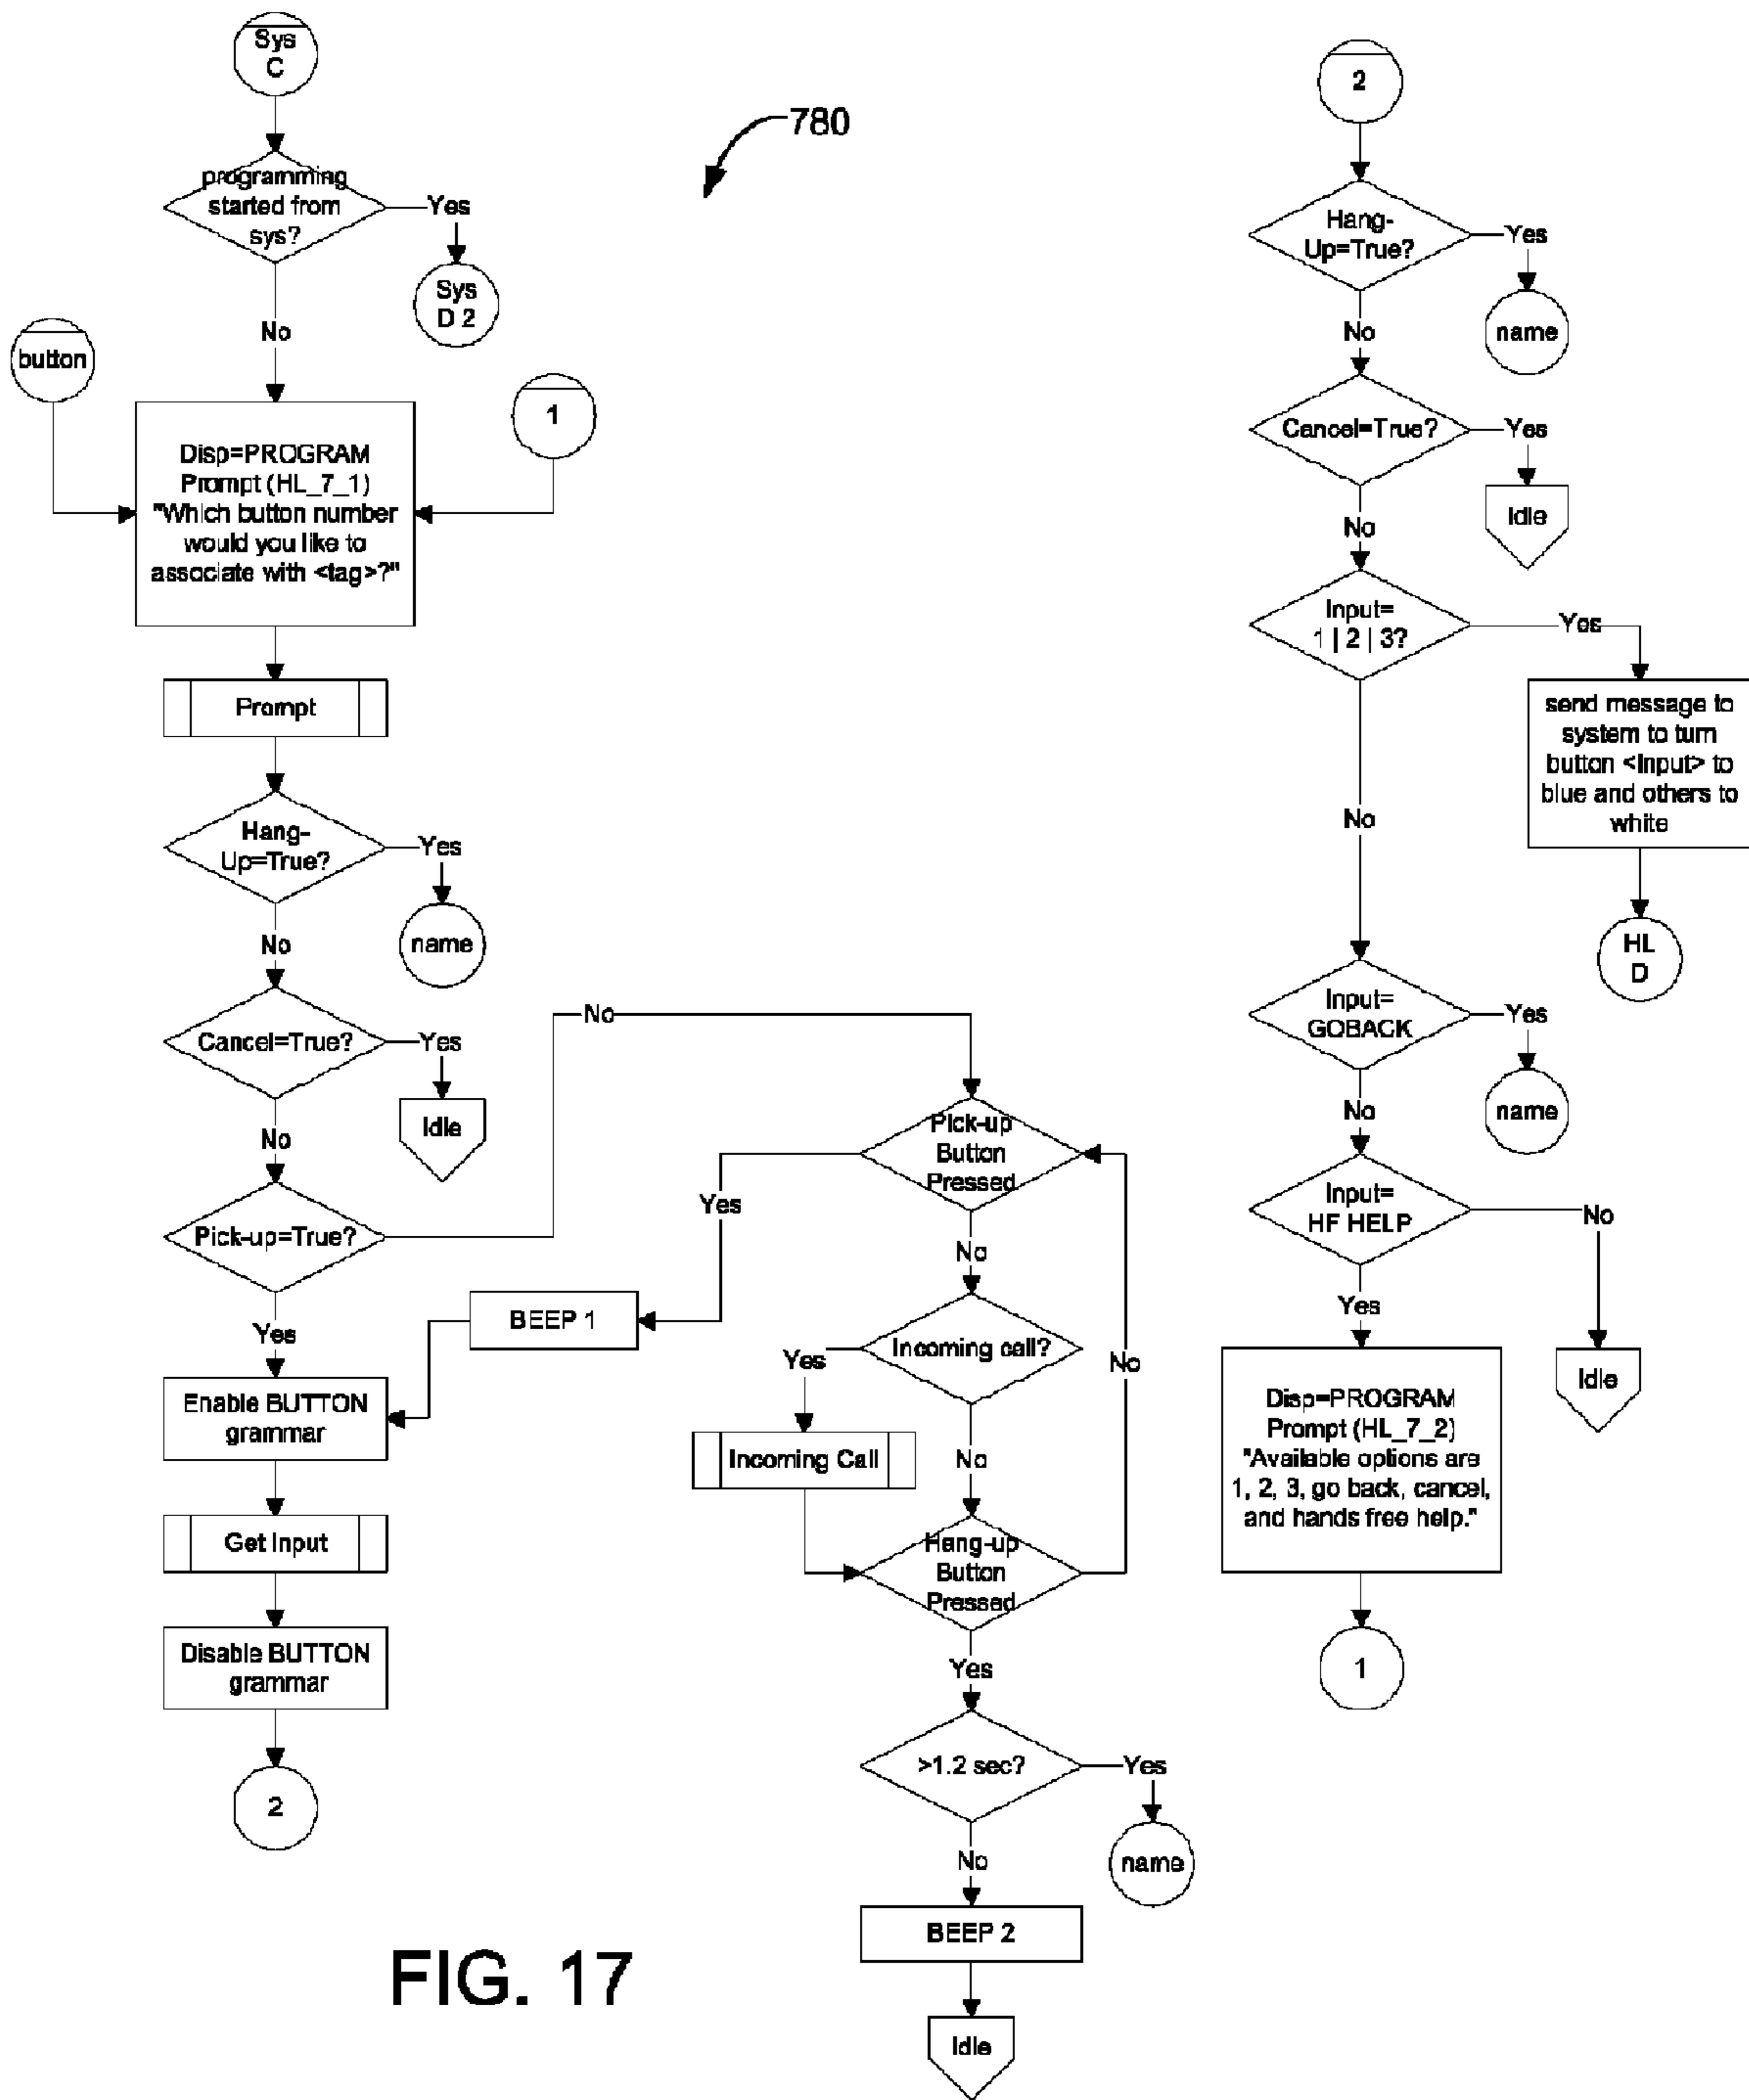 Sys
C
programming
started from
sys?
Yes
Sys
D 2
No
button
1
Disp=PROGRAM
Prompt (HL_7_1)
"Which button number
would you like to
associate with <tag>?"
Prompt
Hang-
Up=True?
Yes
name
No
Cancel=True?
Yes
Idle
No
Pick-up=True?
No
Yes
Enable BUTTON
grammar
Get Input
Disable BUTTON
grammar
2
780
Pick-up
Button
Pressed
Yes
BEEP 1
No
Incoming call?
Yes
Incoming Call
No
No
Hang-up
Button
Pressed
Yes
>1.2 sec?
Yes
name
No
BEEP 2
Idle
2
Hang-
Up=True?
Yes
name
No
Cancel=True?
Yes
Idle
No
Input=
1 | 2 | 3?
Yes
send message to
system to turn
button <Input> to
blue and others to
white
HL
D
No
Input=
GOBACK
Yes
name
No
Input=
HF HELP
No
Idle
Yes
Disp=PROGRAM
Prompt (HL_7_2)
"Available options are
1, 2, 3, go back, cancel,
and hands free help."
1
FIG. 17